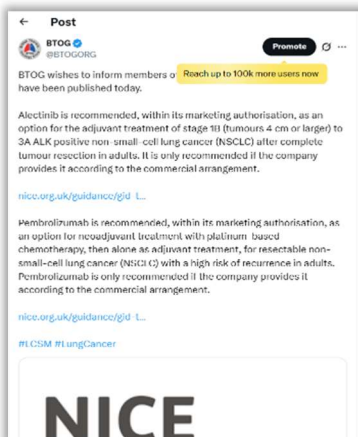 Post
BTOG
@BTOGORG
Promote
Reach up to 100k more users now
BTOG wishes to inform members o
have been published today.
Alectinib is recommended, within its marketing authorisation, as an
option for the adjuvant treatment of stage 1B (tumours 4 cm or larger) to
3A ALK positive non-small-cell lung cancer (NSCLC) after complete
tumour resection in adults. It is only recommended if the company
provides it according to the commercial arrangement.
nice.org.uk/guidance/gid-t...
Pembrolizumab is recommended, within its marketing authorisation, as
an option for neoadjuvant treatment with platinum-based
chemotherapy, then alone as adjuvant treatment, for resectable non-
small-cell lung cancer (NSCLC) with a high risk of recurrence in adults.
Pembrolizumab is only recommended if the company provides it
according to the commercial arrangement.
nice.org.uk/guidance/gid-t...
#LCSM #LungCancer
NICE